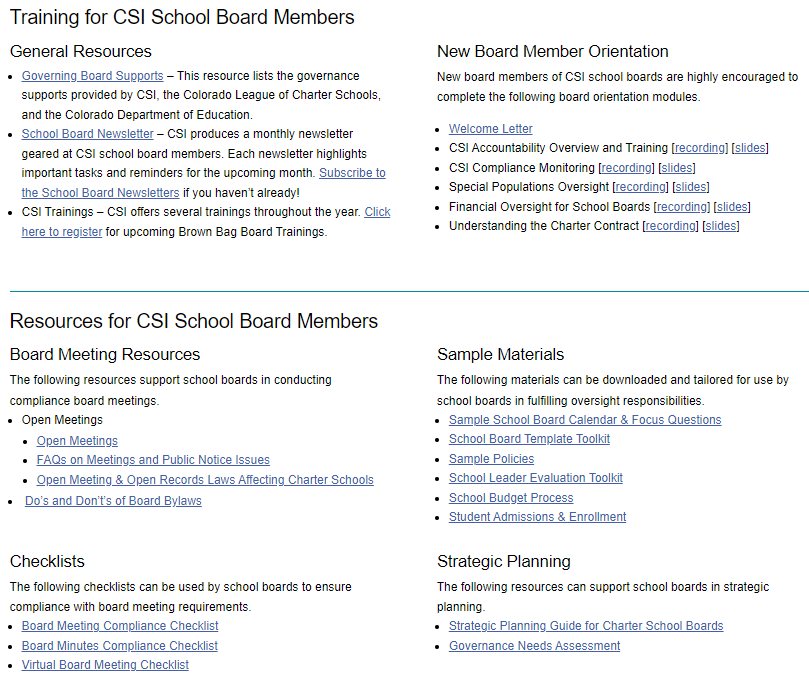 Training for CSI School Board Members
General Resources
Governing Board Supports – This resource lists the governance
supports provided by CSI, the Colorado League of Charter Schools,
and the Colorado Department of Education.
School Board Newsletter – CSI produces a monthly newsletter
geared at CSI school board members. Each newsletter highlights
important tasks and reminders for the upcoming month. Subscribe to
the School Board Newsletters if you haven't already!
CSI Trainings – CSI offers several trainings throughout the year. Click
here to register for upcoming Brown Bag Board Trainings.
New Board Member Orientation
New board members of CSI school boards are highly encouraged to
complete the following board orientation modules.
Welcome Letter
CSI Accountability Overview and Training [recording] [slides]
CSI Compliance Monitoring [recording] [slides]
Special Populations Oversight [recording] [slides]
Financial Oversight for School Boards [recording] [slides]
Understanding the Charter Contract [recording] [slides]
Resources for CSI School Board Members
Board Meeting Resources
The following resources support school boards in conducting
compliance board meetings.
Open Meetings
Open Meetings
FAQs on Meetings and Public Notice Issues
Open Meeting & Open Records Laws Affecting Charter Schools
Do's and Don't's of Board Bylaws
Sample Materials
The following materials can be downloaded and tailored for use by
school boards in fulfilling oversight responsibilities.
Sample School Board Calendar & Focus Questions
School Board Template Toolkit
Sample Policies
School Leader Evaluation Toolkit
School Budget Process
Student Admissions & Enrollment
Checklists
The following checklists can be used by school boards to ensure
compliance with board meeting requirements.
Board Meeting Compliance Checklist
Board Minutes Compliance Checklist
Virtual Board Meeting Checklist
Strategic Planning
The following resources can support school boards in strategic
planning.
Strategic Planning Guide for Charter School Boards
Governance Needs Assessment